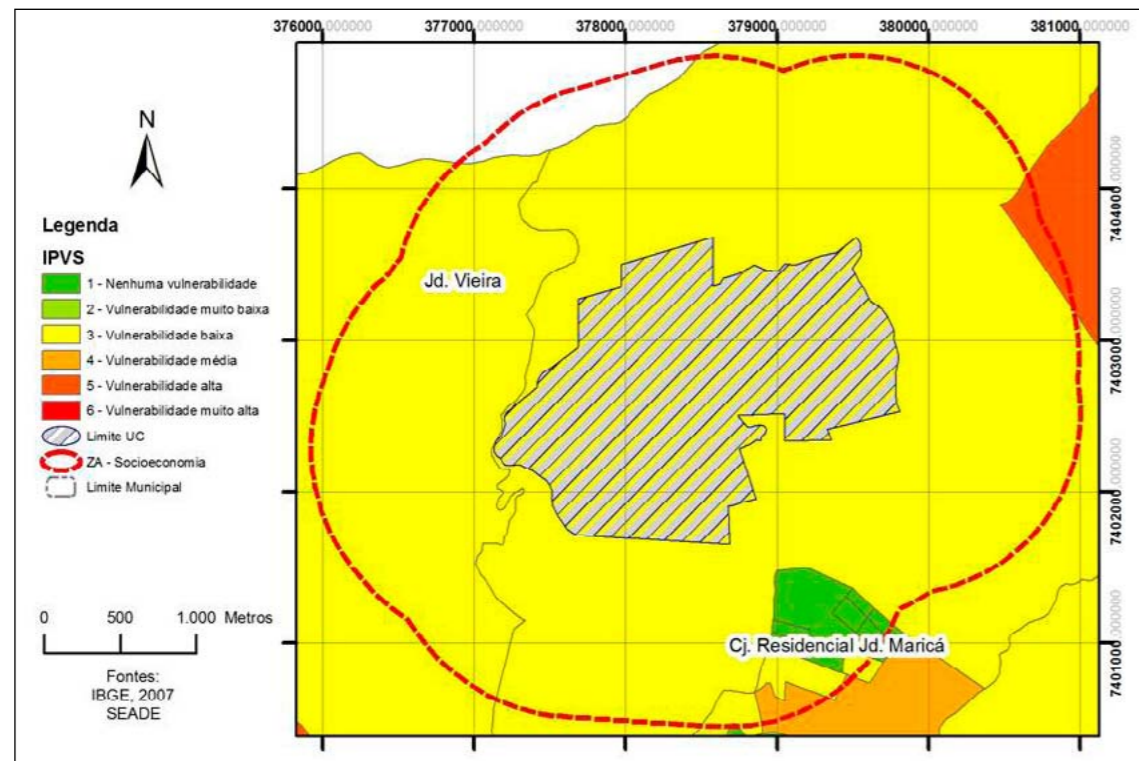 376000,000000 377000,000000 378000,000000 379000,000000 380000,000000 381000,000000
N
Legenda
IPVS
1 - Nenhuma vulnerabilidade
2 - Vulnerabilidade muito baixa
3 - Vulnerabilidade baixa
4 - Vulnerabilidade média
5 - Vulnerabilidade alta
6 - Vulnerabilidade muito alta
Limite UC
ZA - Socioeconomia
Limite Municipal
0 500 1.000 Metros
Fontes:
IBGE, 2007
SEADE
Jd. Vieira
Cj. Residencial Jd. Maricá
7404000,000000
7403000,000000
7402000,000000
7401000,000000